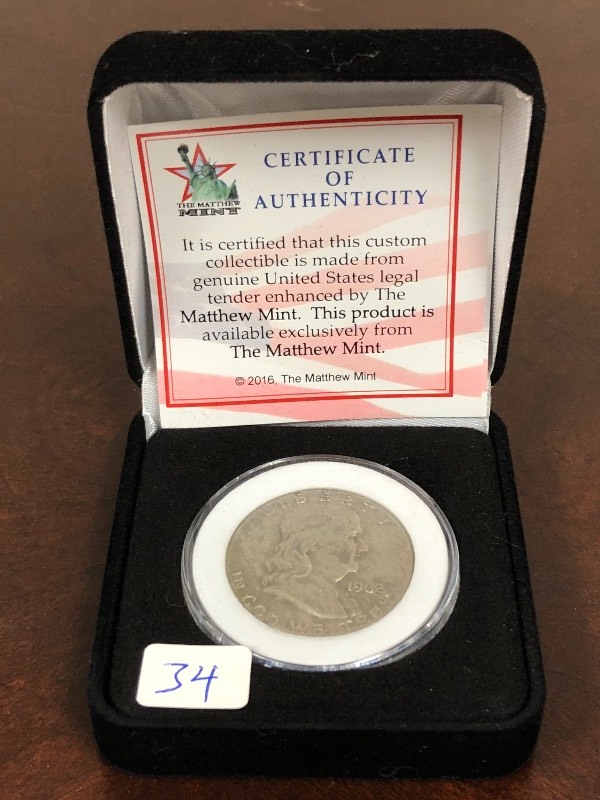 THE MATTHEW
MINT
CERTIFICATE
OF
AUTHENTICITY
It is certified that this custom
collectible is made from
genuine United States legal
tender enhanced by The
Matthew Mint. This product is
available exclusively from
The Matthew Mint.
© 2016, The Matthew Mint
LIBERTY
1962
IN GOD WE TRUST
34